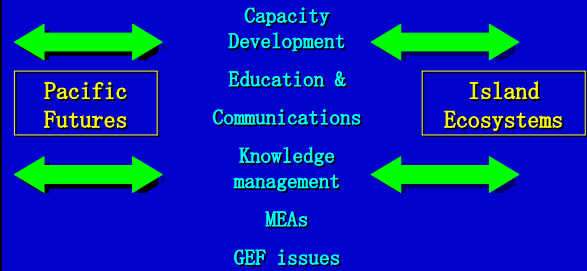 Capacity
Development
Education &
Communications
Knowledge
management
MEAs
GEF issues
Pacific
Futures
Island
Ecosystems